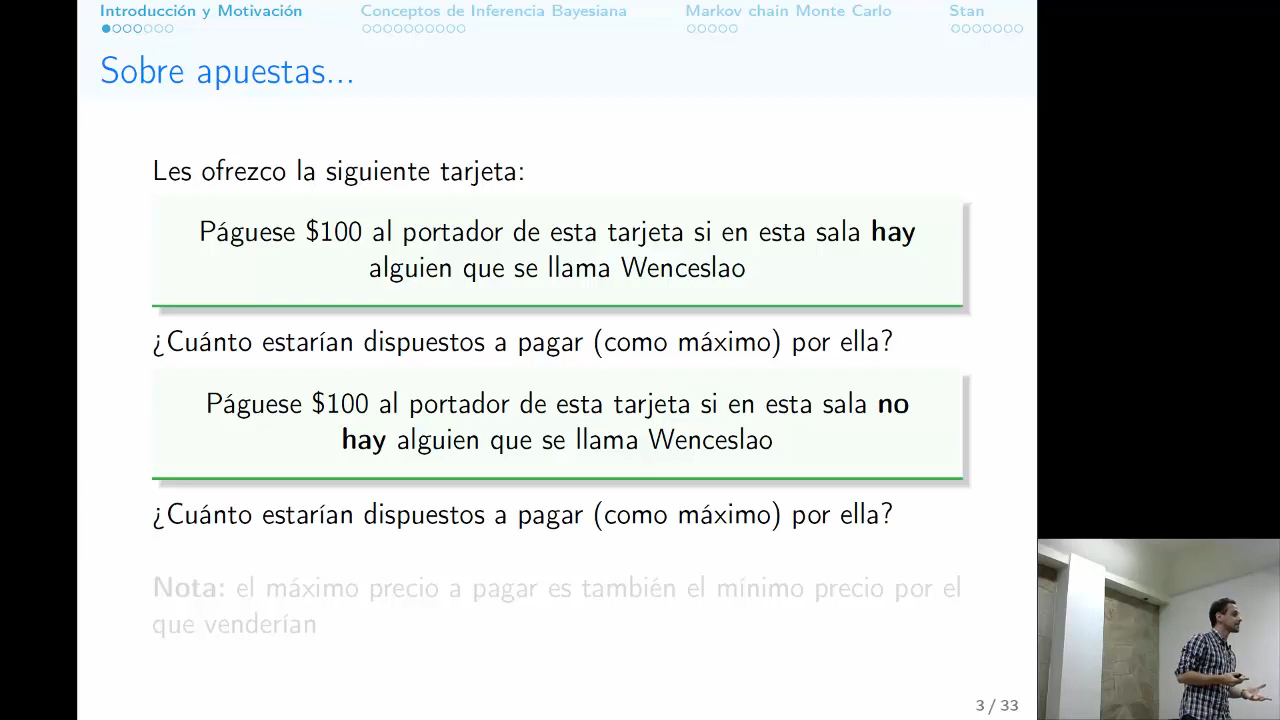 Introducción y Motivación
Conceptos de Inferencia Bayesiana
Markov chain Monte Carlo
Stan
Sobre apuestas...
Les ofrezco la siguiente tarjeta:
Páguese $100 al portador de esta tarjeta si en esta sala hay
alguien que se llama Wenceslao
¿Cuánto estarían dispuestos a pagar (como máximo) por ella?
Páguese $100 al portador de esta tarjeta si en esta sala no
hay alguien que se llama Wenceslao
¿Cuánto estarían dispuestos a pagar (como máximo) por ella?
Nota: el máximo precio a pagar es también el mínimo precio por el
que venderían
3 / 33